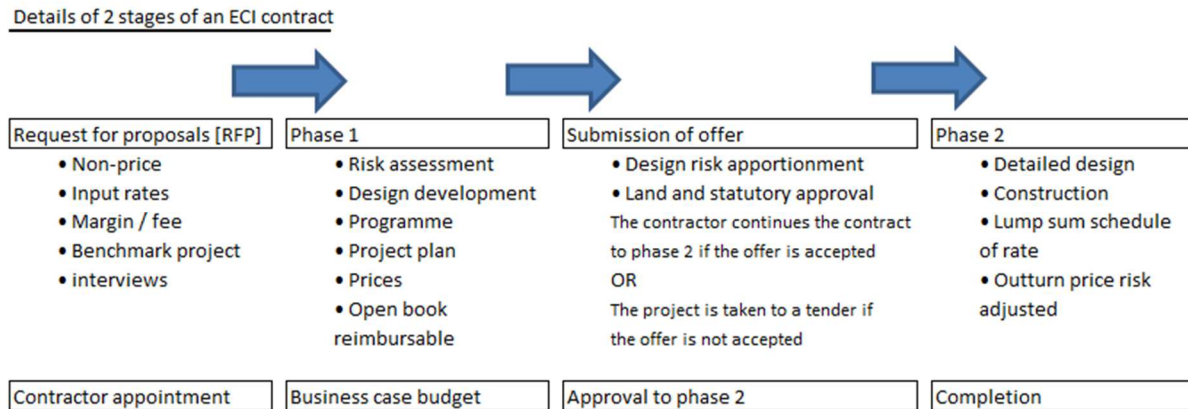 Details of 2 stages of an ECI contract
Request for proposals [RFP]
• Non-price
• Input rates
• Margin / fee
• Benchmark project
• interviews
Phase 1
• Risk assessment
• Design development
• Programme
• Project plan
• Prices
• Open book
reimbursable
Submission of offer
• Design risk apportionment
• Land and statutory approval
The contractor continues the contract
to phase 2 if the offer is accepted
OR
The project is taken to a tender if
the offer is not accepted
Phase 2
• Detailed design
• Construction
• Lump sum schedule
of rate
• Outturn price risk
adjusted
Contractor appointment
Business case budget
Approval to phase 2
Completion